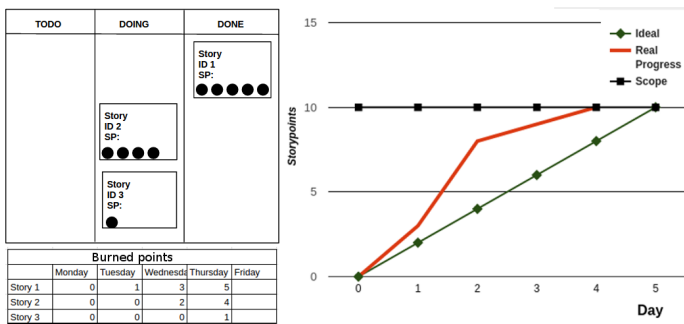 TODO DOING DONE
Story
ID 1
SP:
Story
ID 2
SP:
Story
ID 3
SP:
Burned points
Monday Tuesday Wednesda Thursday Friday
Story 1 0 1 3 5
Story 2 0 0 2 4
Story 3 0 0 0 1
15
10
5
0
Storypoints
0 1 2 3 4 5
Day
Ideal
Real
Progress
Scope